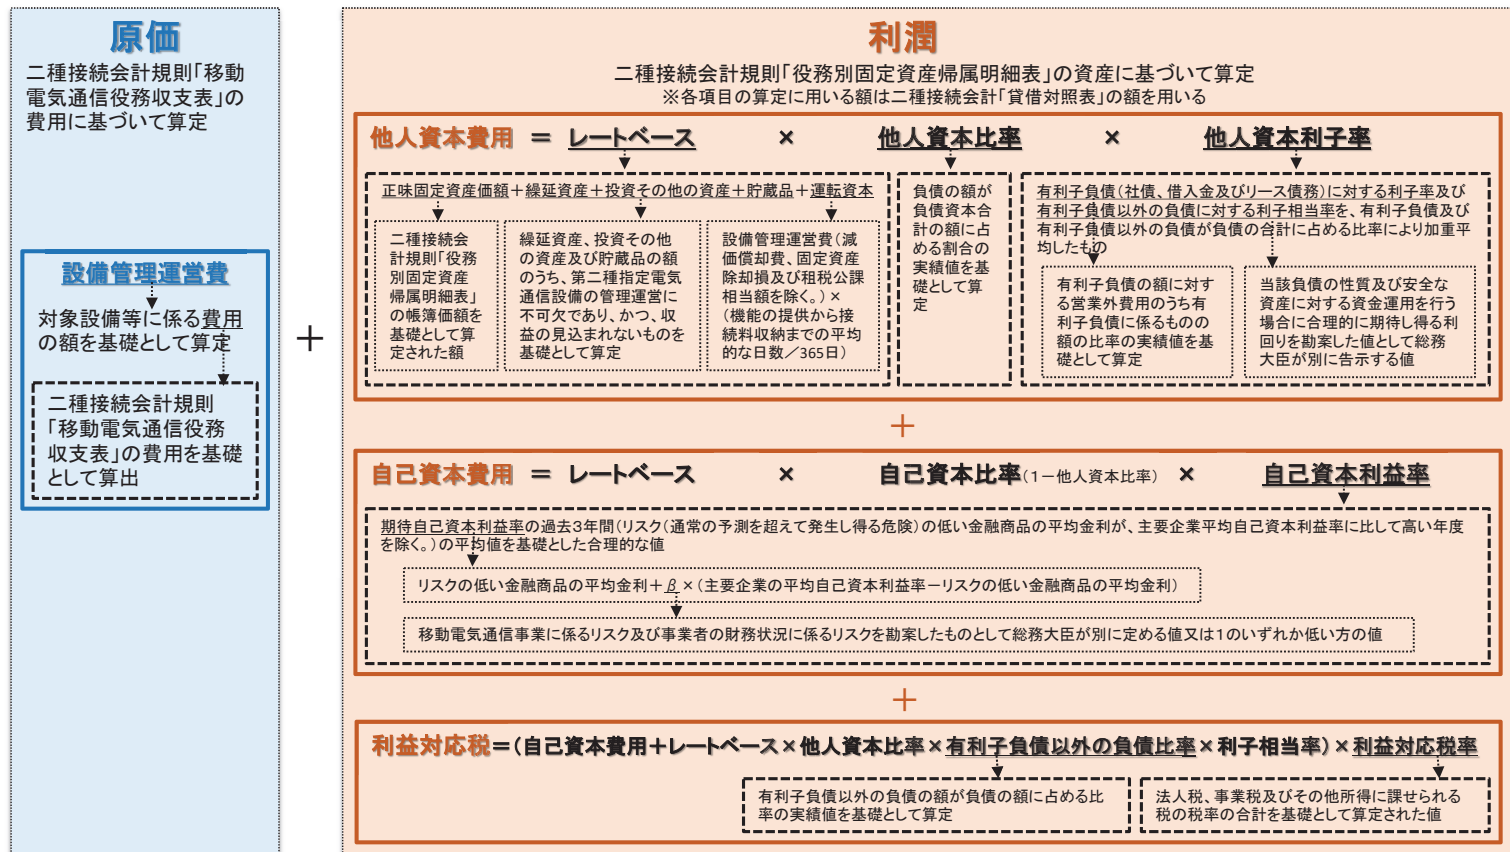 原価
二種接続会計規則「移動
電気通信役務収支表」の
費用に基づいて算定
設備管理運営費
対象設備等に係る費用
の額を基礎として算定
二種接続会計規則
「移動電気通信役務
収支表」の費用を基礎
として算出
＋
利潤
二種接続会計規則「役務別固定資産帰属明細表」の資産に基づいて算定
※各項目の算定に用いる額は二種接続会計「貸借対照表」の額を用いる
他人資本費用 ＝ レートベース × 他人資本比率 × 他人資本利子率
正味固定資産価額＋繰延資産＋投資その他の資産＋貯蔵品＋運転資本
二種接続会
計規則「役務
別固定資産
帰属明細表」
の帳簿価額を
基礎として算
定された額
繰延資産、投資その他
の資産及び貯蔵品の額
のうち、第二種指定電気
通信設備の管理運営に
不可欠であり、かつ、収
益の見込まれないものを
基礎として算定
設備管理運営費（減
価償却費、固定資産
除却損及び租税公課
相当額を除く。）×
（機能の提供から接
続料収納までの平均
的な日数／365日）
負債の額が
負債資本合
計の額に占
める割合の
実績値を基
礎として算
定
有利子負債（社債、借入金及びリース債務）に対する利子率及び
有利子負債以外の負債に対する利子相当率を、有利子負債及び
有利子負債以外の負債が負債の合計に占める比率により加重平
均したもの
有利子負債の額に対す
る営業外費用のうち有
利子負債に係るものの
額の比率の実績値を基
礎として算定
当該負債の性質及び安全な
資産に対する資金運用を行う
場合に合理的に期待し得る利
回りを勘案した値として総務
大臣が別に告示する値
＋
自己資本費用 ＝ レートベース × 自己資本比率（1－他人資本比率） × 自己資本利益率
期待自己資本利益率の過去3年間（リスク（通常の予測を超えて発生し得る危険）の低い金融商品の平均金利が、主要企業平均自己資本利益率に比して高い年度
を除く。）の平均値を基礎とした合理的な値
リスクの低い金融商品の平均金利＋β×（主要企業の平均自己資本利益率－リスクの低い金融商品の平均金利）
移動電気通信事業に係るリスク及び事業者の財務状況に係るリスクを勘案したものとして総務大臣が別に定める値又は1のいずれか低い方の値
＋
利益対応税＝（自己資本費用＋レートベース×他人資本比率×有利子負債以外の負債比率×利子相当率）×利益対応税率
有利子負債以外の負債の額が負債の額に占める比
率の実績値を基礎として算定
法人税、事業税及びその他所得に課せられる
税の税率の合計を基礎として算定された値